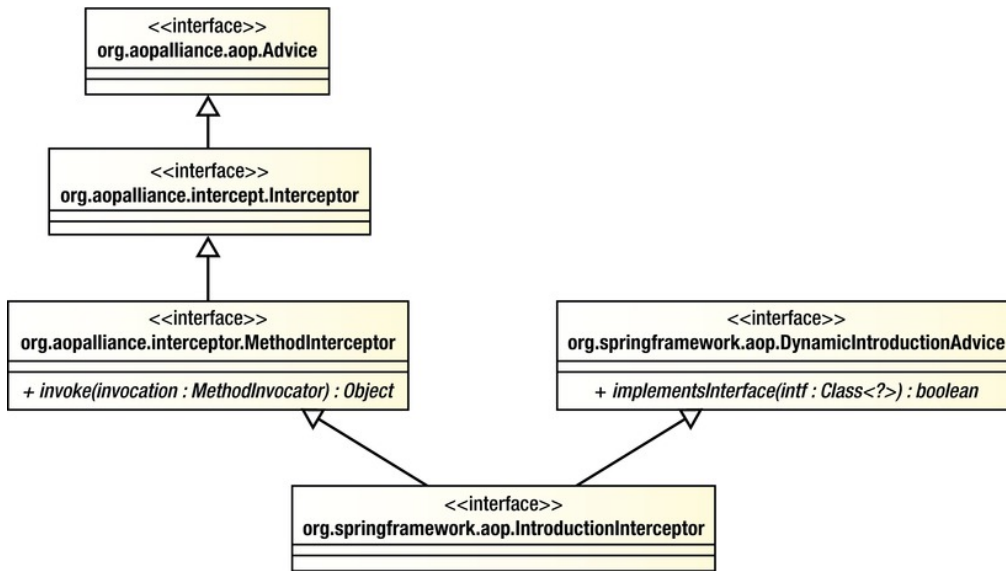 <<interface>>
org.aopalliance.aop.Advice
<<interface>>
org.aopalliance.intercept.Interceptor
<<interface>>
org.aopalliance.interceptor.MethodInterceptor
+ invoke(invocation : MethodInvocator) : Object
<<interface>>
org.springframework.aop.DynamicIntroductionAdvice
+ implementsInterface(intf : Class<?>) : boolean
<<interface>>
org.springframework.aop.IntroductionInterceptor